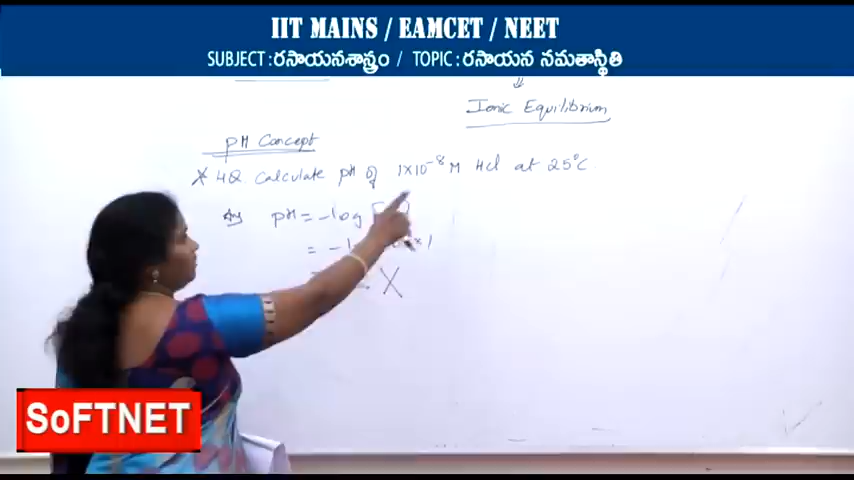 IIT MAINS / EAMCET / NEET
SUBJECT : రసాయనశాస్త్రం / TOPIC : రసాయన సమతాస్థితి
Ionic Equilibrium
pH Concept
* 4Q. Calculate pH of 1×10⁻⁸ M HCl at 25°C.
Ans pH = -log [
= - × 1
= X
SoFTNET